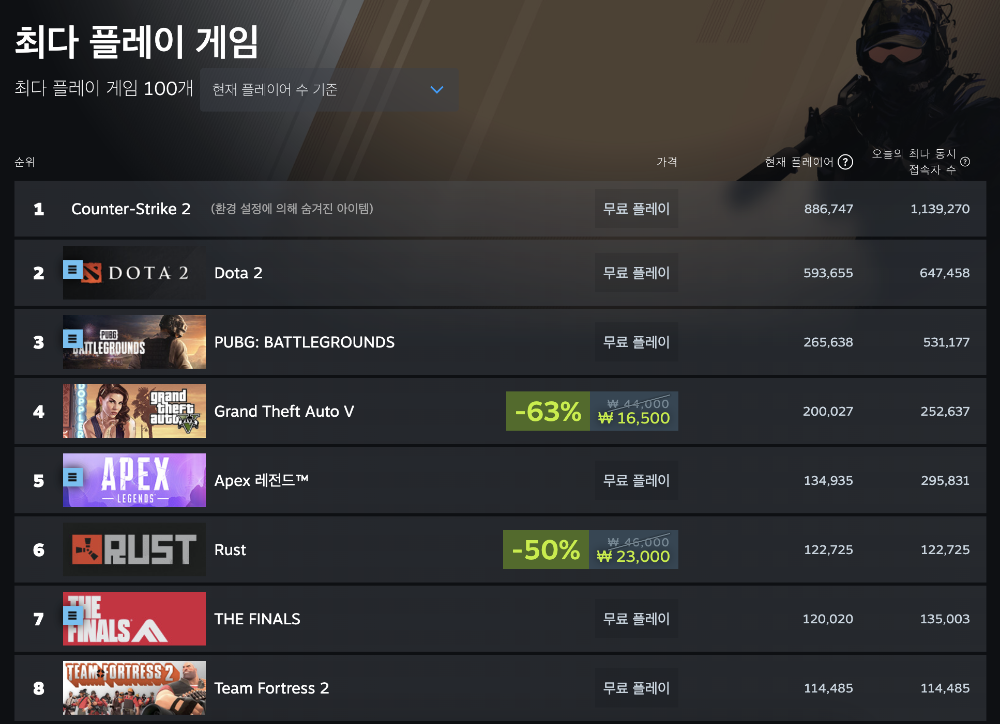 최다 플레이 게임
최다 플레이 게임 100개 현재 플레이어 수 기준
순위 가격 현재 플레이어 ? 오늘의 최다 동시 접속자 수 ?
1 Counter-Strike 2 (환경 설정에 의해 숨겨진 아이템) 무료 플레이 886,747 1,139,270
2 DOTA 2 Dota 2 무료 플레이 593,655 647,458
3 PUBG BATTLEGROUNDS PUBG: BATTLEGROUNDS 무료 플레이 265,638 531,177
4 DOPPLER grand theft auto V FIVE Grand Theft Auto V -63% ₩ 44,000 ₩ 16,500 200,027 252,637
5 APEX LEGENDS Apex 레전드™ 무료 플레이 134,935 295,831
6 RUST Rust -50% ₩ 46,000 ₩ 23,000 122,725 122,725
7 THE FINALS THE FINALS 무료 플레이 120,020 135,003
8 TEAM FORTRESS 2 Team Fortress 2 무료 플레이 114,485 114,485